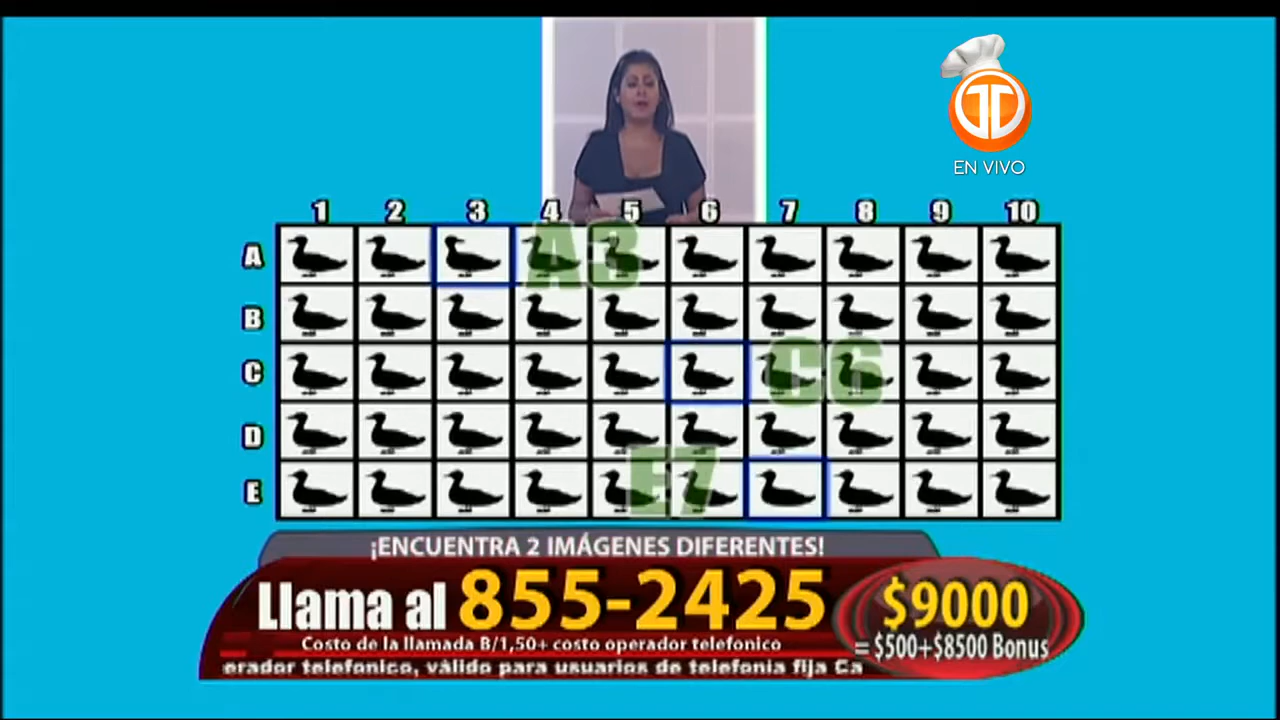 EN VIVO
1 2 3 4 5 6 7 8 9 10
A A3
B
C C6
D
E E7
¡ENCUENTRA 2 IMÁGENES DIFERENTES!
Llama al 855-2425
$9000
Costo de la llamada B/1,50+ costo operador telefonico
= $500+$8500 Bonus
erador telefonico, válido para usuarios de telefonia fija Ca